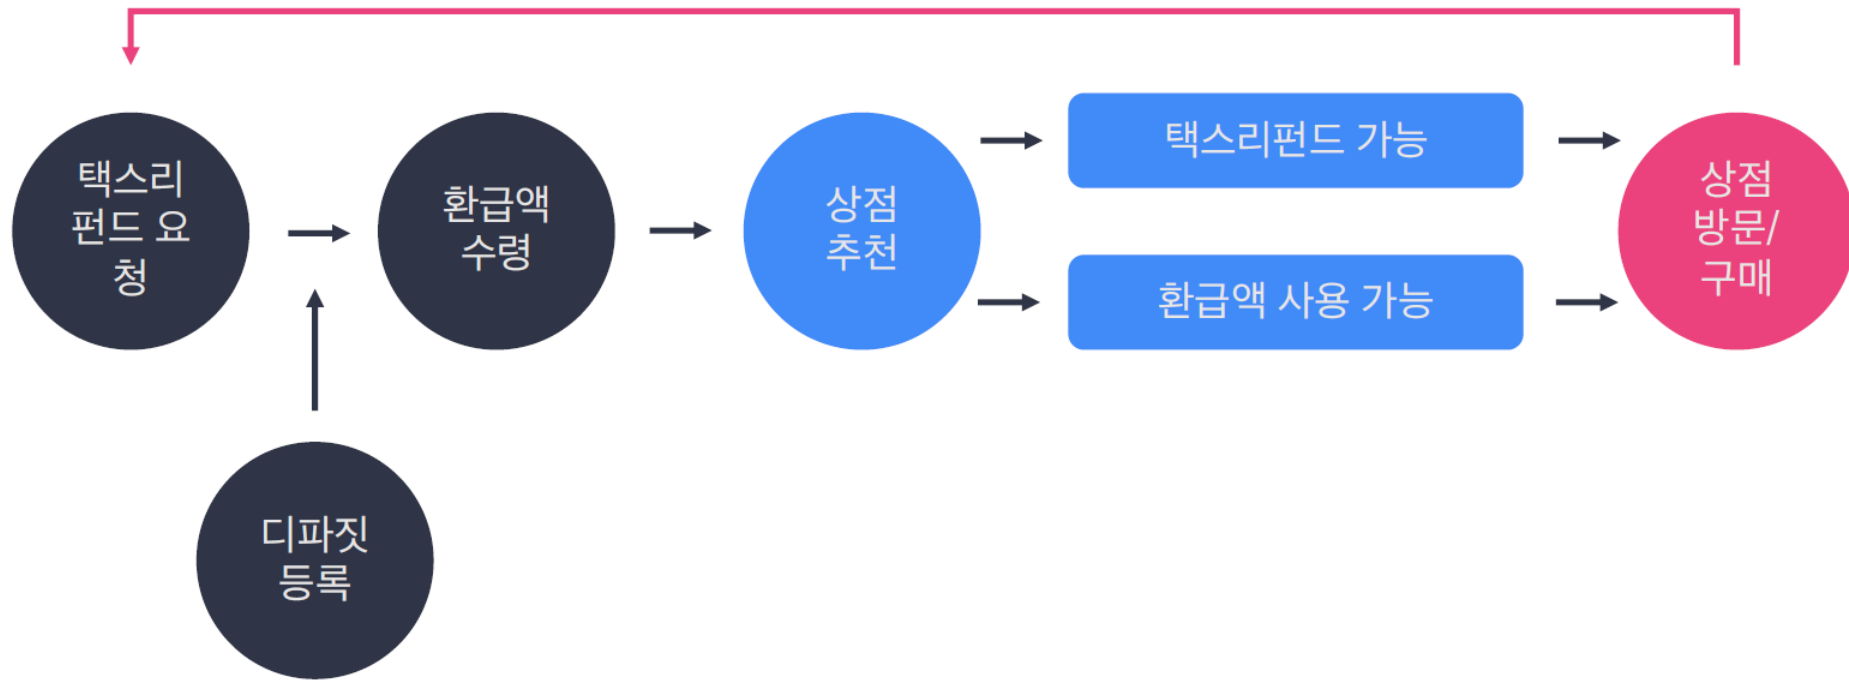 택스리
펀드 요
청
환급액
수령
상점
추천
택스리펀드 가능
환급액 사용 가능
상점
방문/
구매
디파짓
등록